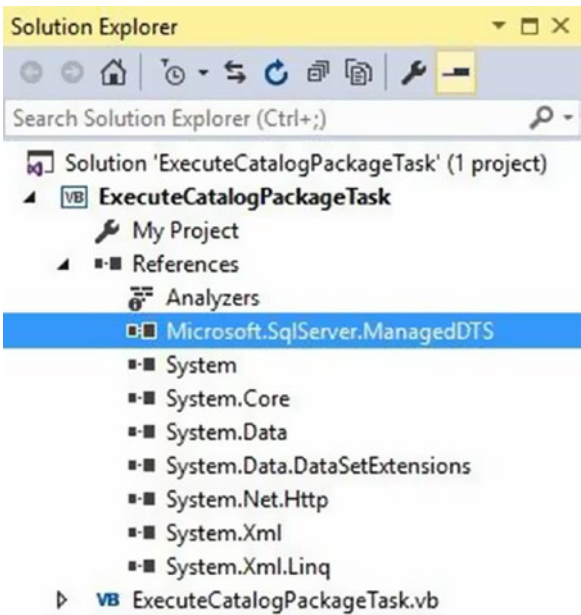 Solution Explorer
Search Solution Explorer (Ctrl+;)
Solution 'ExecuteCatalogPackageTask' (1 project)
VB ExecuteCatalogPackageTask
My Project
References
Analyzers
Microsoft.SqlServer.ManagedDTS
System
System.Core
System.Data
System.Data.DataSetExtensions
System.Net.Http
System.Xml
System.Xml.Linq
VB ExecuteCatalogPackageTask.vb